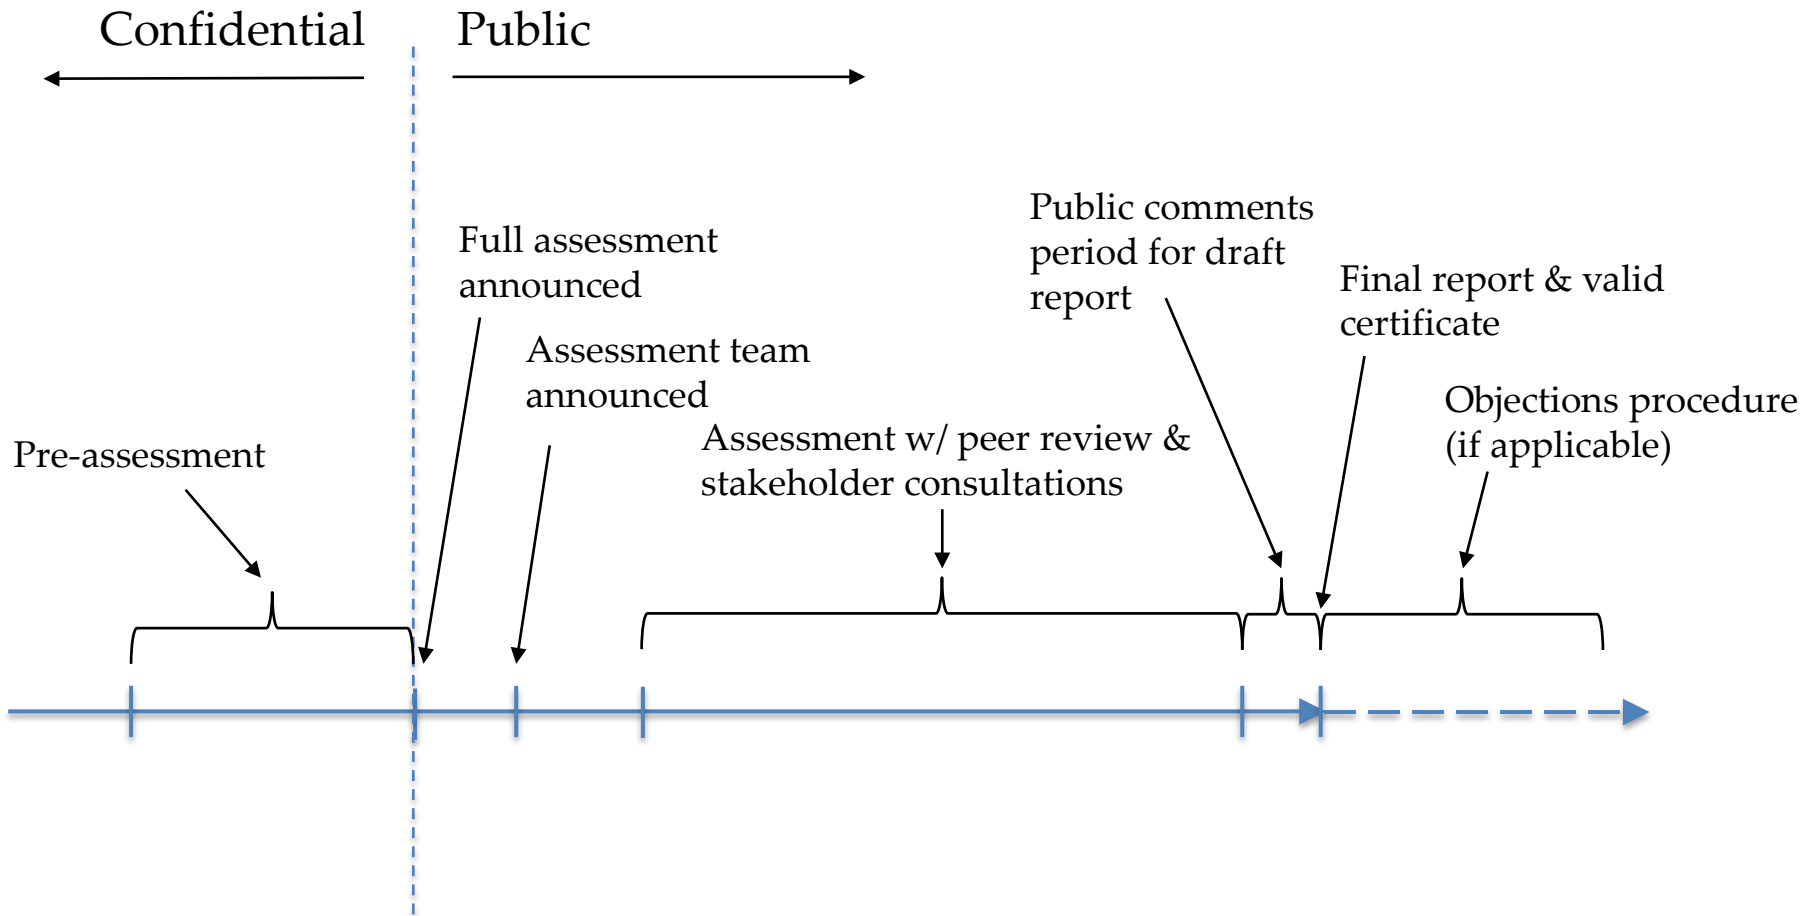 Confidential
Public
Full assessment
announced
Assessment team
announced
Pre-assessment
Assessment w/ peer review &
stakeholder consultations
Public comments
period for draft
report
Final report & valid
certificate
Objections procedure
(if applicable)